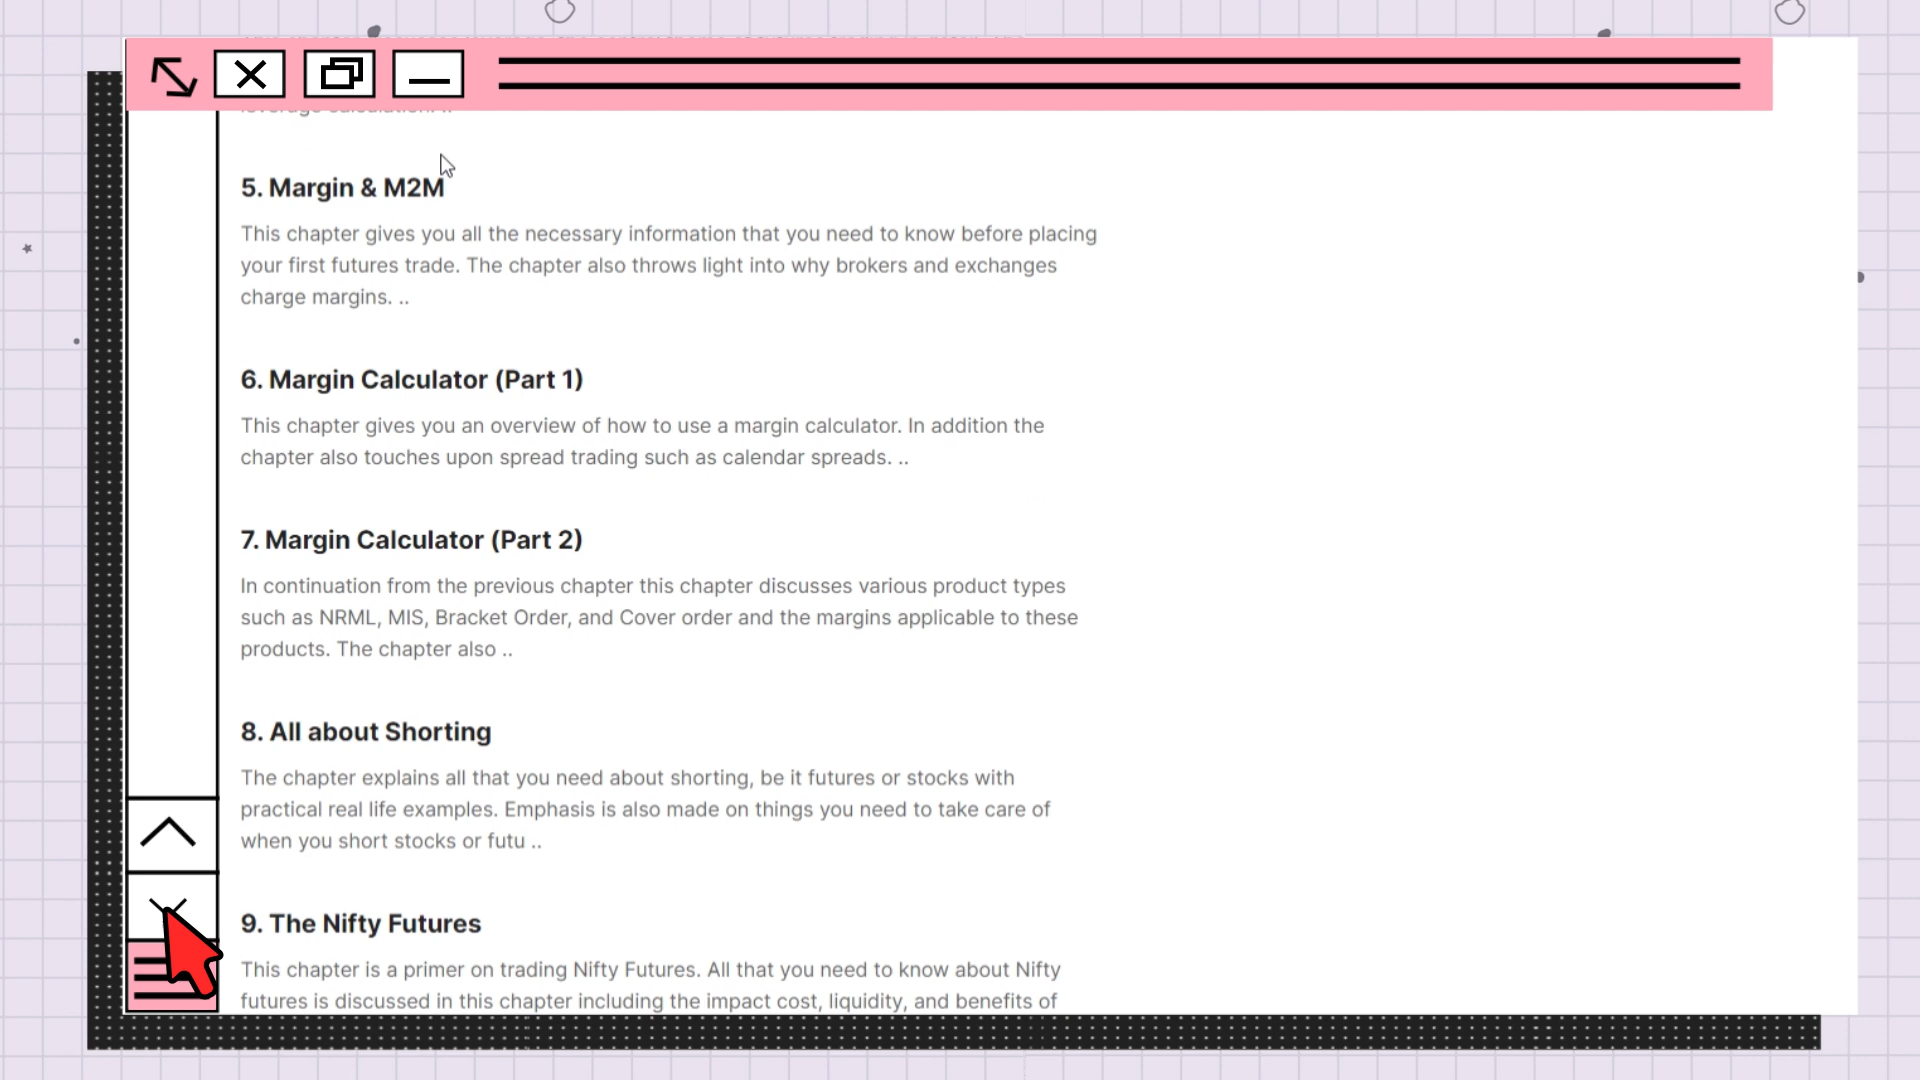 5. Margin & M2M
This chapter gives you all the necessary information that you need to know before placing
your first futures trade. The chapter also throws light into why brokers and exchanges
charge margins. ..
6. Margin Calculator (Part 1)
This chapter gives you an overview of how to use a margin calculator. In addition the
chapter also touches upon spread trading such as calendar spreads. ..
7. Margin Calculator (Part 2)
In continuation from the previous chapter this chapter discusses various product types
such as NRML, MIS, Bracket Order, and Cover order and the margins applicable to these
products. The chapter also ..
8. All about Shorting
The chapter explains all that you need about shorting, be it futures or stocks with
practical real life examples. Emphasis is also made on things you need to take care of
when you short stocks or futu ..
9. The Nifty Futures
This chapter is a primer on trading Nifty Futures. All that you need to know about Nifty
futures is discussed in this chapter including the impact cost, liquidity, and benefits of